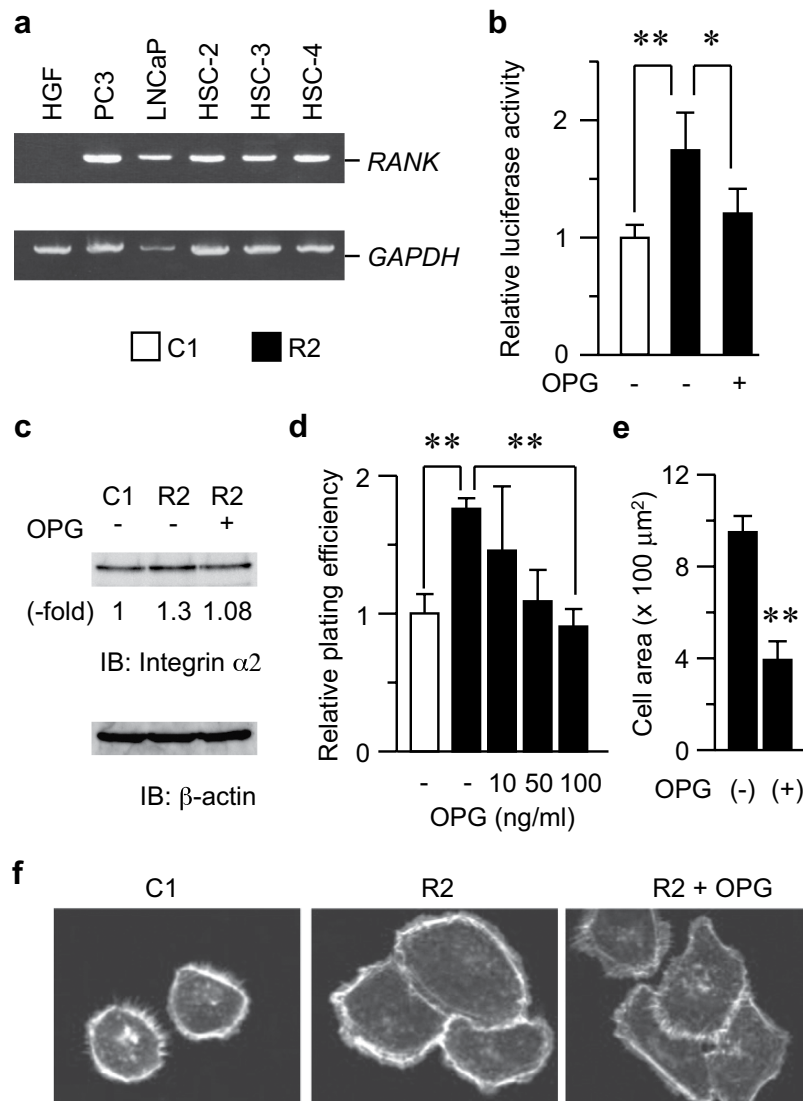 a
HGF PC3 LNCaP HSC-2 HSC-3 HSC-4
RANK
GAPDH
C1 R2
b
Relative luciferase activity
** *
2
1
0
OPG - - +
c
C1 R2 R2
OPG - - +
(-fold) 1 1.3 1.08
IB: Integrin α2
IB: β-actin
d
Relative plating efficiency
** **
2
1
0
- - 10 50 100
OPG (ng/ml)
e
Cell area (x 100 μm²)
12
**
8
4
0
OPG (-) (+)
f
C1 R2 R2 + OPG